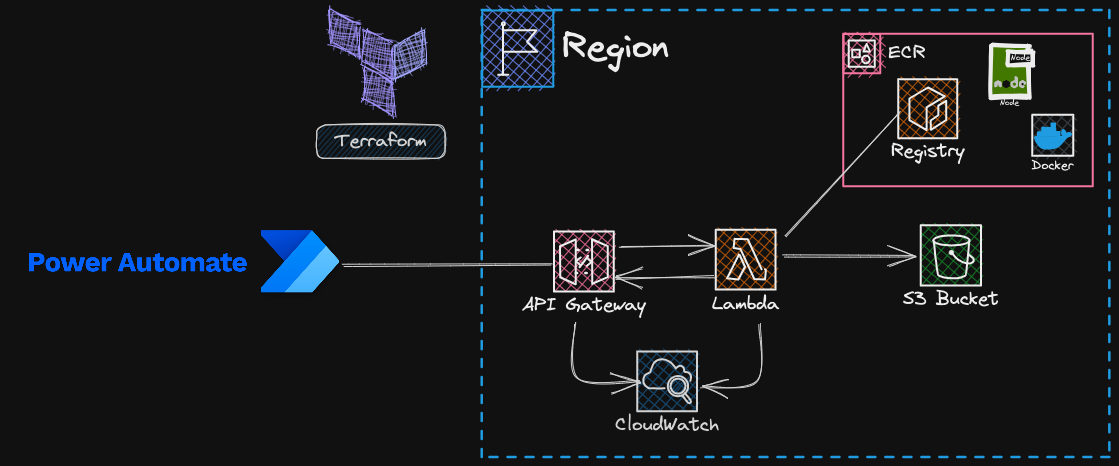 Region
ECR
Node
node
Node
Terraform
Registry
Docker
Power Automate
API Gateway
Lambda
S3 Bucket
CloudWatch